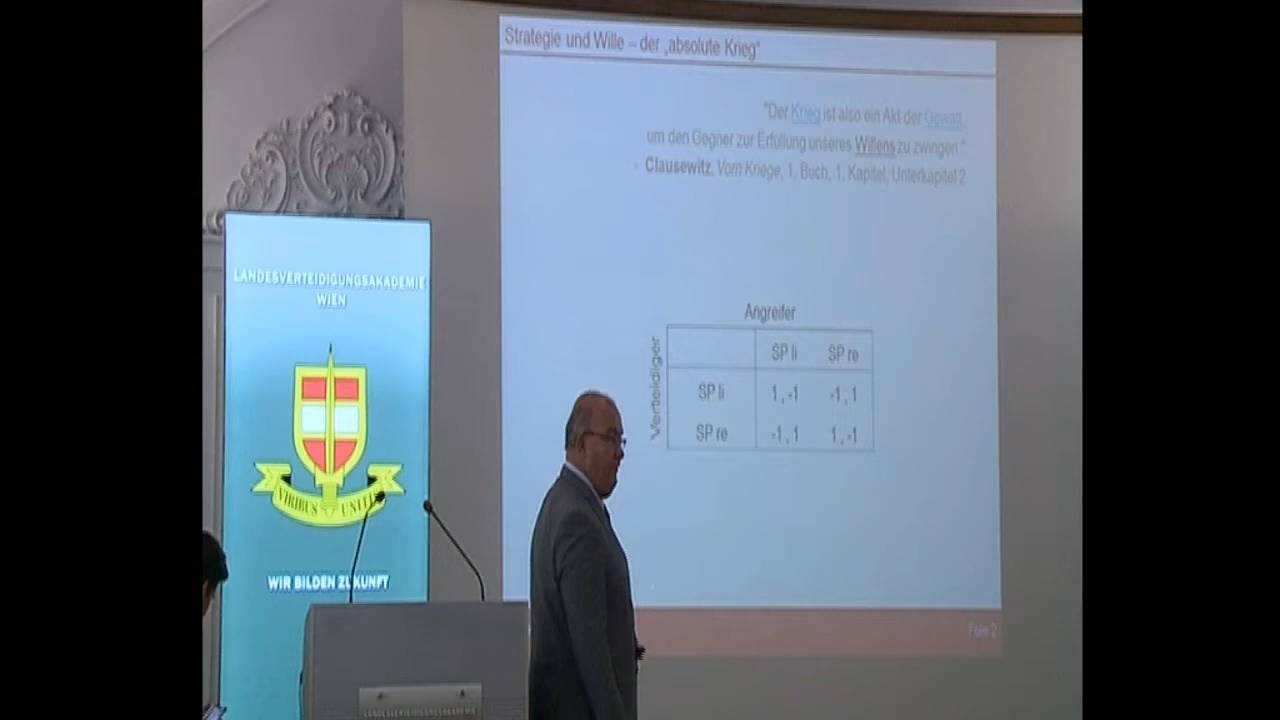 Strategie und Wille – der „absolute Krieg"
"Der Krieg ist also ein Akt der Gewalt,
um den Gegner zur Erfüllung unseres Willens zu zwingen."
- Clausewitz, Vom Kriege, 1. Buch, 1. Kapitel, Unterkapitel 2
LANDESVERTEIDIGUNGSAKADEMIE
WIEN
Angreifer
Verteidiger
SP li SP re
SP li 1 , -1 -1 , 1
SP re -1 , 1 1 , -1
VIRIBUS UNITIS
WIR BILDEN ZUKUNFT
Folie 2
LANDESVERTEIDIGUNGSAKADEMIE